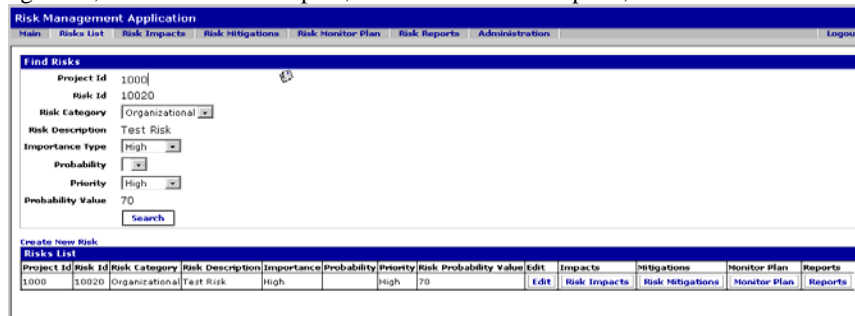 Risk Management Application
Main Risks List Risk Impacts Risk Mitigations Risk Monitor Plan Risk Reports Administration Logou
Find Risks
Project Id 1000
Risk Id 10020
Risk Category Organizational
Risk Description Test Risk
Importance Type High
Probability
Priority High
Probability Value 70
Search
Create New Risk
Risks List
Project Id Risk Id Risk Category Risk Description Importance Probability Priority Risk Probability Value Edit Impacts Mitigations Monitor Plan Reports
1000 10020 Organizational Test Risk High High 70 Edit Risk Impacts Risk Mitigations Monitor Plan Reports